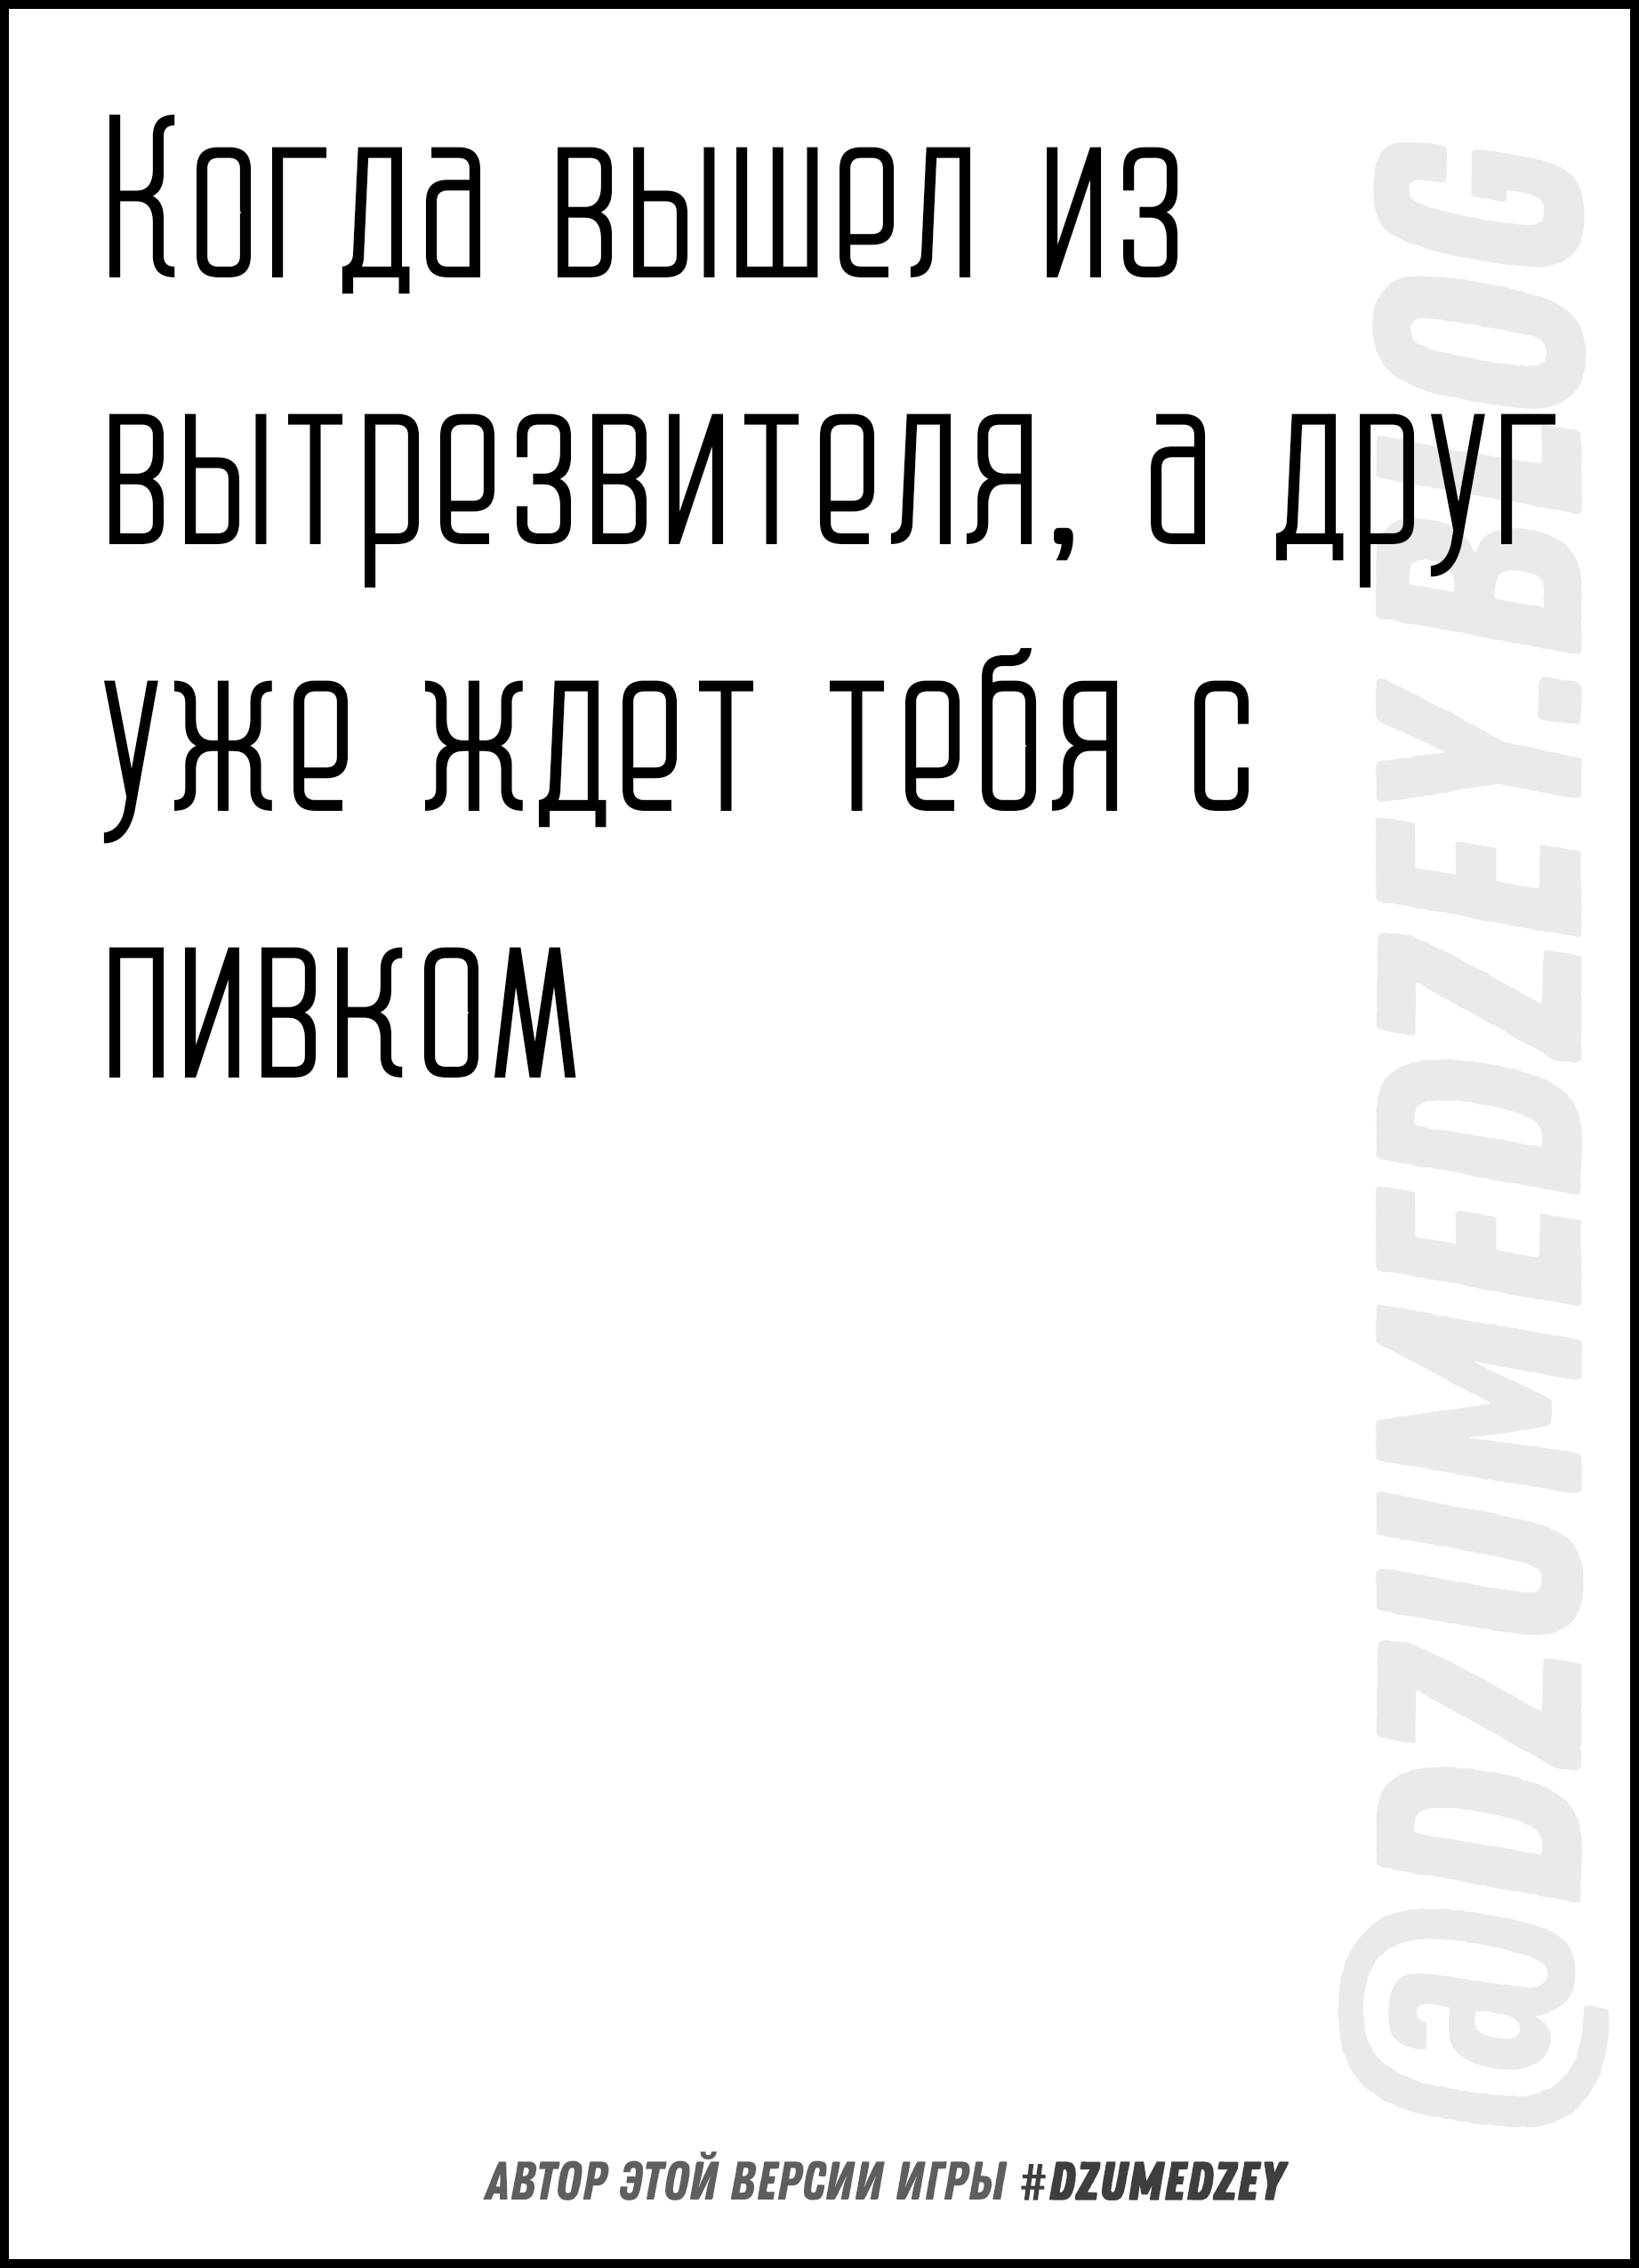 Когда вышел из
вытрезвителя, а друг
уже ждет тебя с
пивком
@DZUMEDZEY.BLOG
АВТОР ЭТОЙ ВЕРСИИ ИГРЫ #DZUMEDZEY